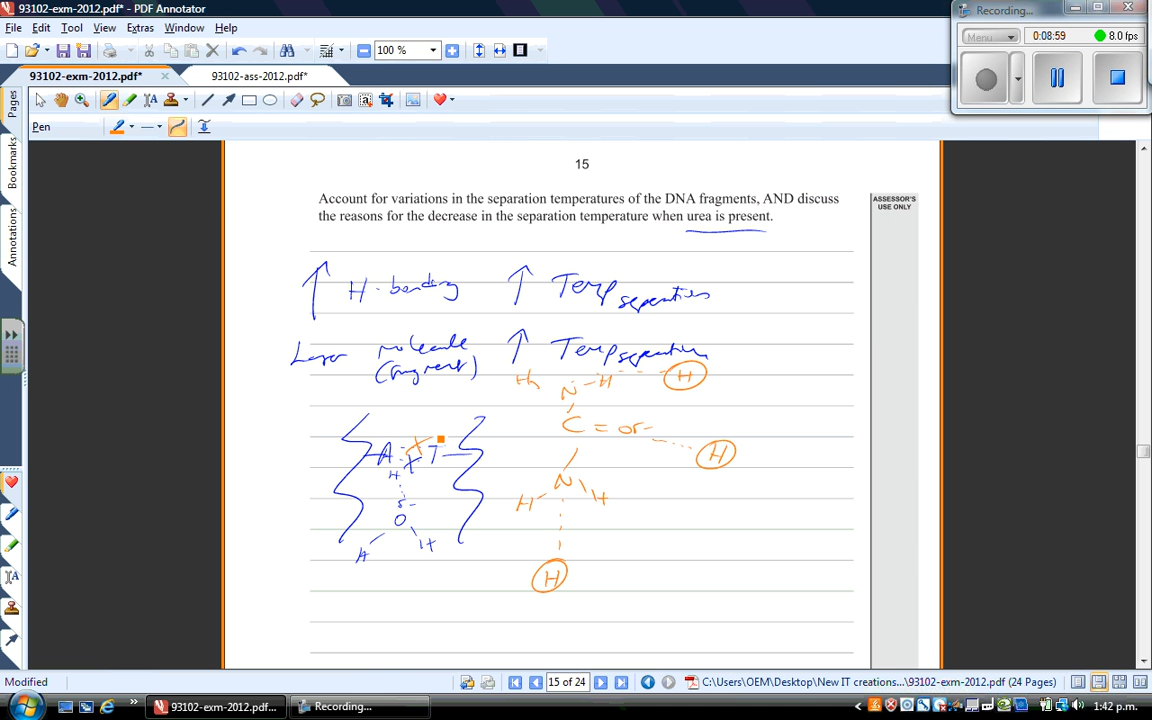 93102-exm-2012.pdf* - PDF Annotator
Recording...
File Edit Tool View Extras Window Help
Menu 0:08:59 8.0 fps
100 %
93102-exm-2012.pdf* 93102-ass-2012.pdf*
Pen
Pages
Bookmarks
Annotations
15
Account for variations in the separation temperatures of the DNA fragments, AND discuss
the reasons for the decrease in the separation temperature when urea is present.
ASSESSOR'S
USE ONLY
↑ H-bonding ↑ Temp separation
Larger molecule ↑ Temp separation
(fragment)
N - H H
C = O δ-
H
A T
H
N
H H
δ-
O
H H
H
Modified 15 of 24 C:\Users\OEM\Desktop\New IT creations...\93102-exm-2012.pdf (24 Pages)
93102-exm-2012.pdf... Recording... 1:42 p.m.